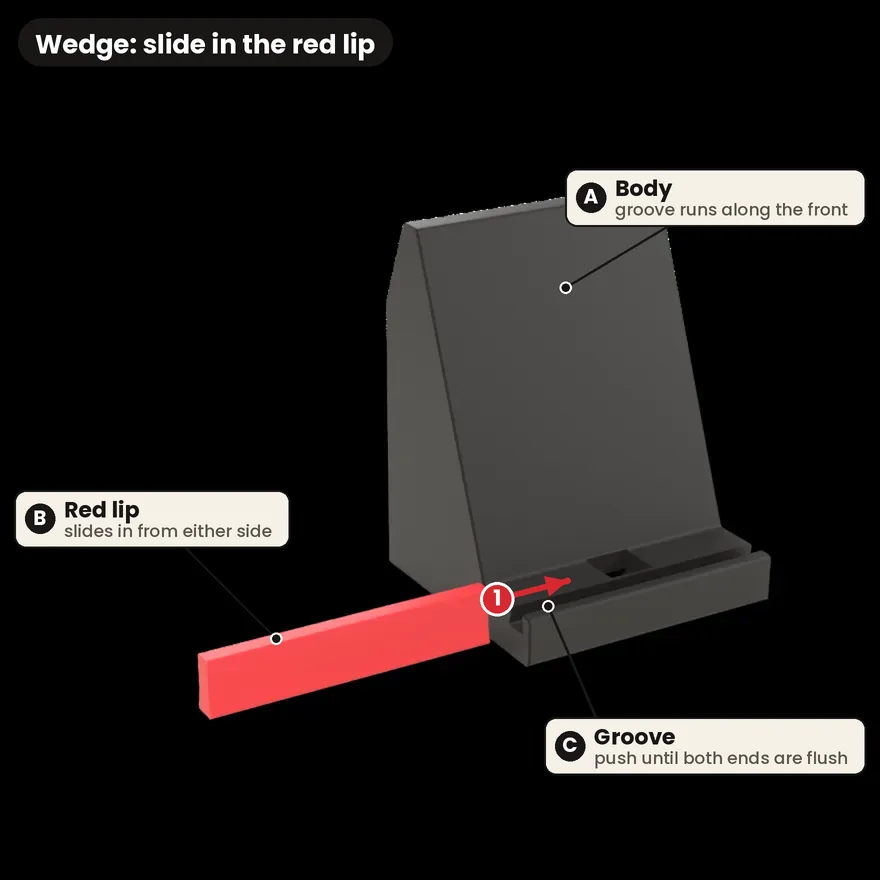 Wedge: slide in the red lip
A Body
groove runs along the front
B Red lip
slides in from either side
1
C Groove
push until both ends are flush